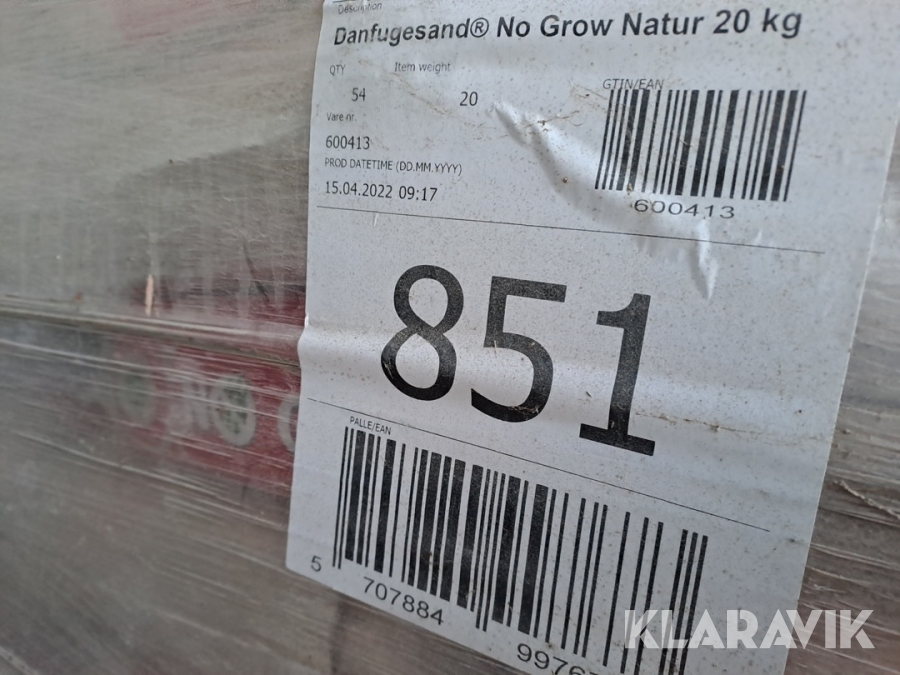 Description
Danfugesand® No Grow Natur 20 kg
QTY
Item weight
GTIN/EAN
54
20
Vare nr.
600413
PROD DATETIME (DD.MM.YYYY)
15.04.2022 09:17
600413
851
PALLE/EAN
5
707884
KLARAVIK